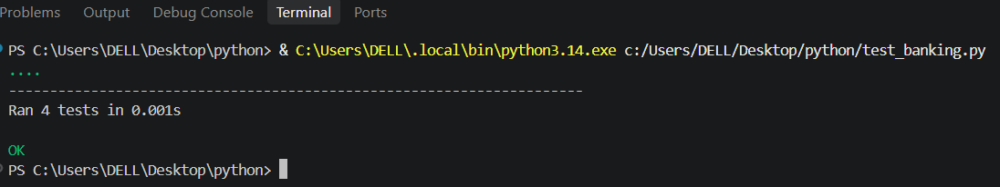 Problems Output Debug Console Terminal Ports
PS C:\Users\DELL\Desktop\python> & C:\Users\DELL\.local\bin\python3.14.exe c:/Users/DELL/Desktop/python/test_banking.py
....
----------------------------------------------------------------------
Ran 4 tests in 0.001s
OK
PS C:\Users\DELL\Desktop\python>